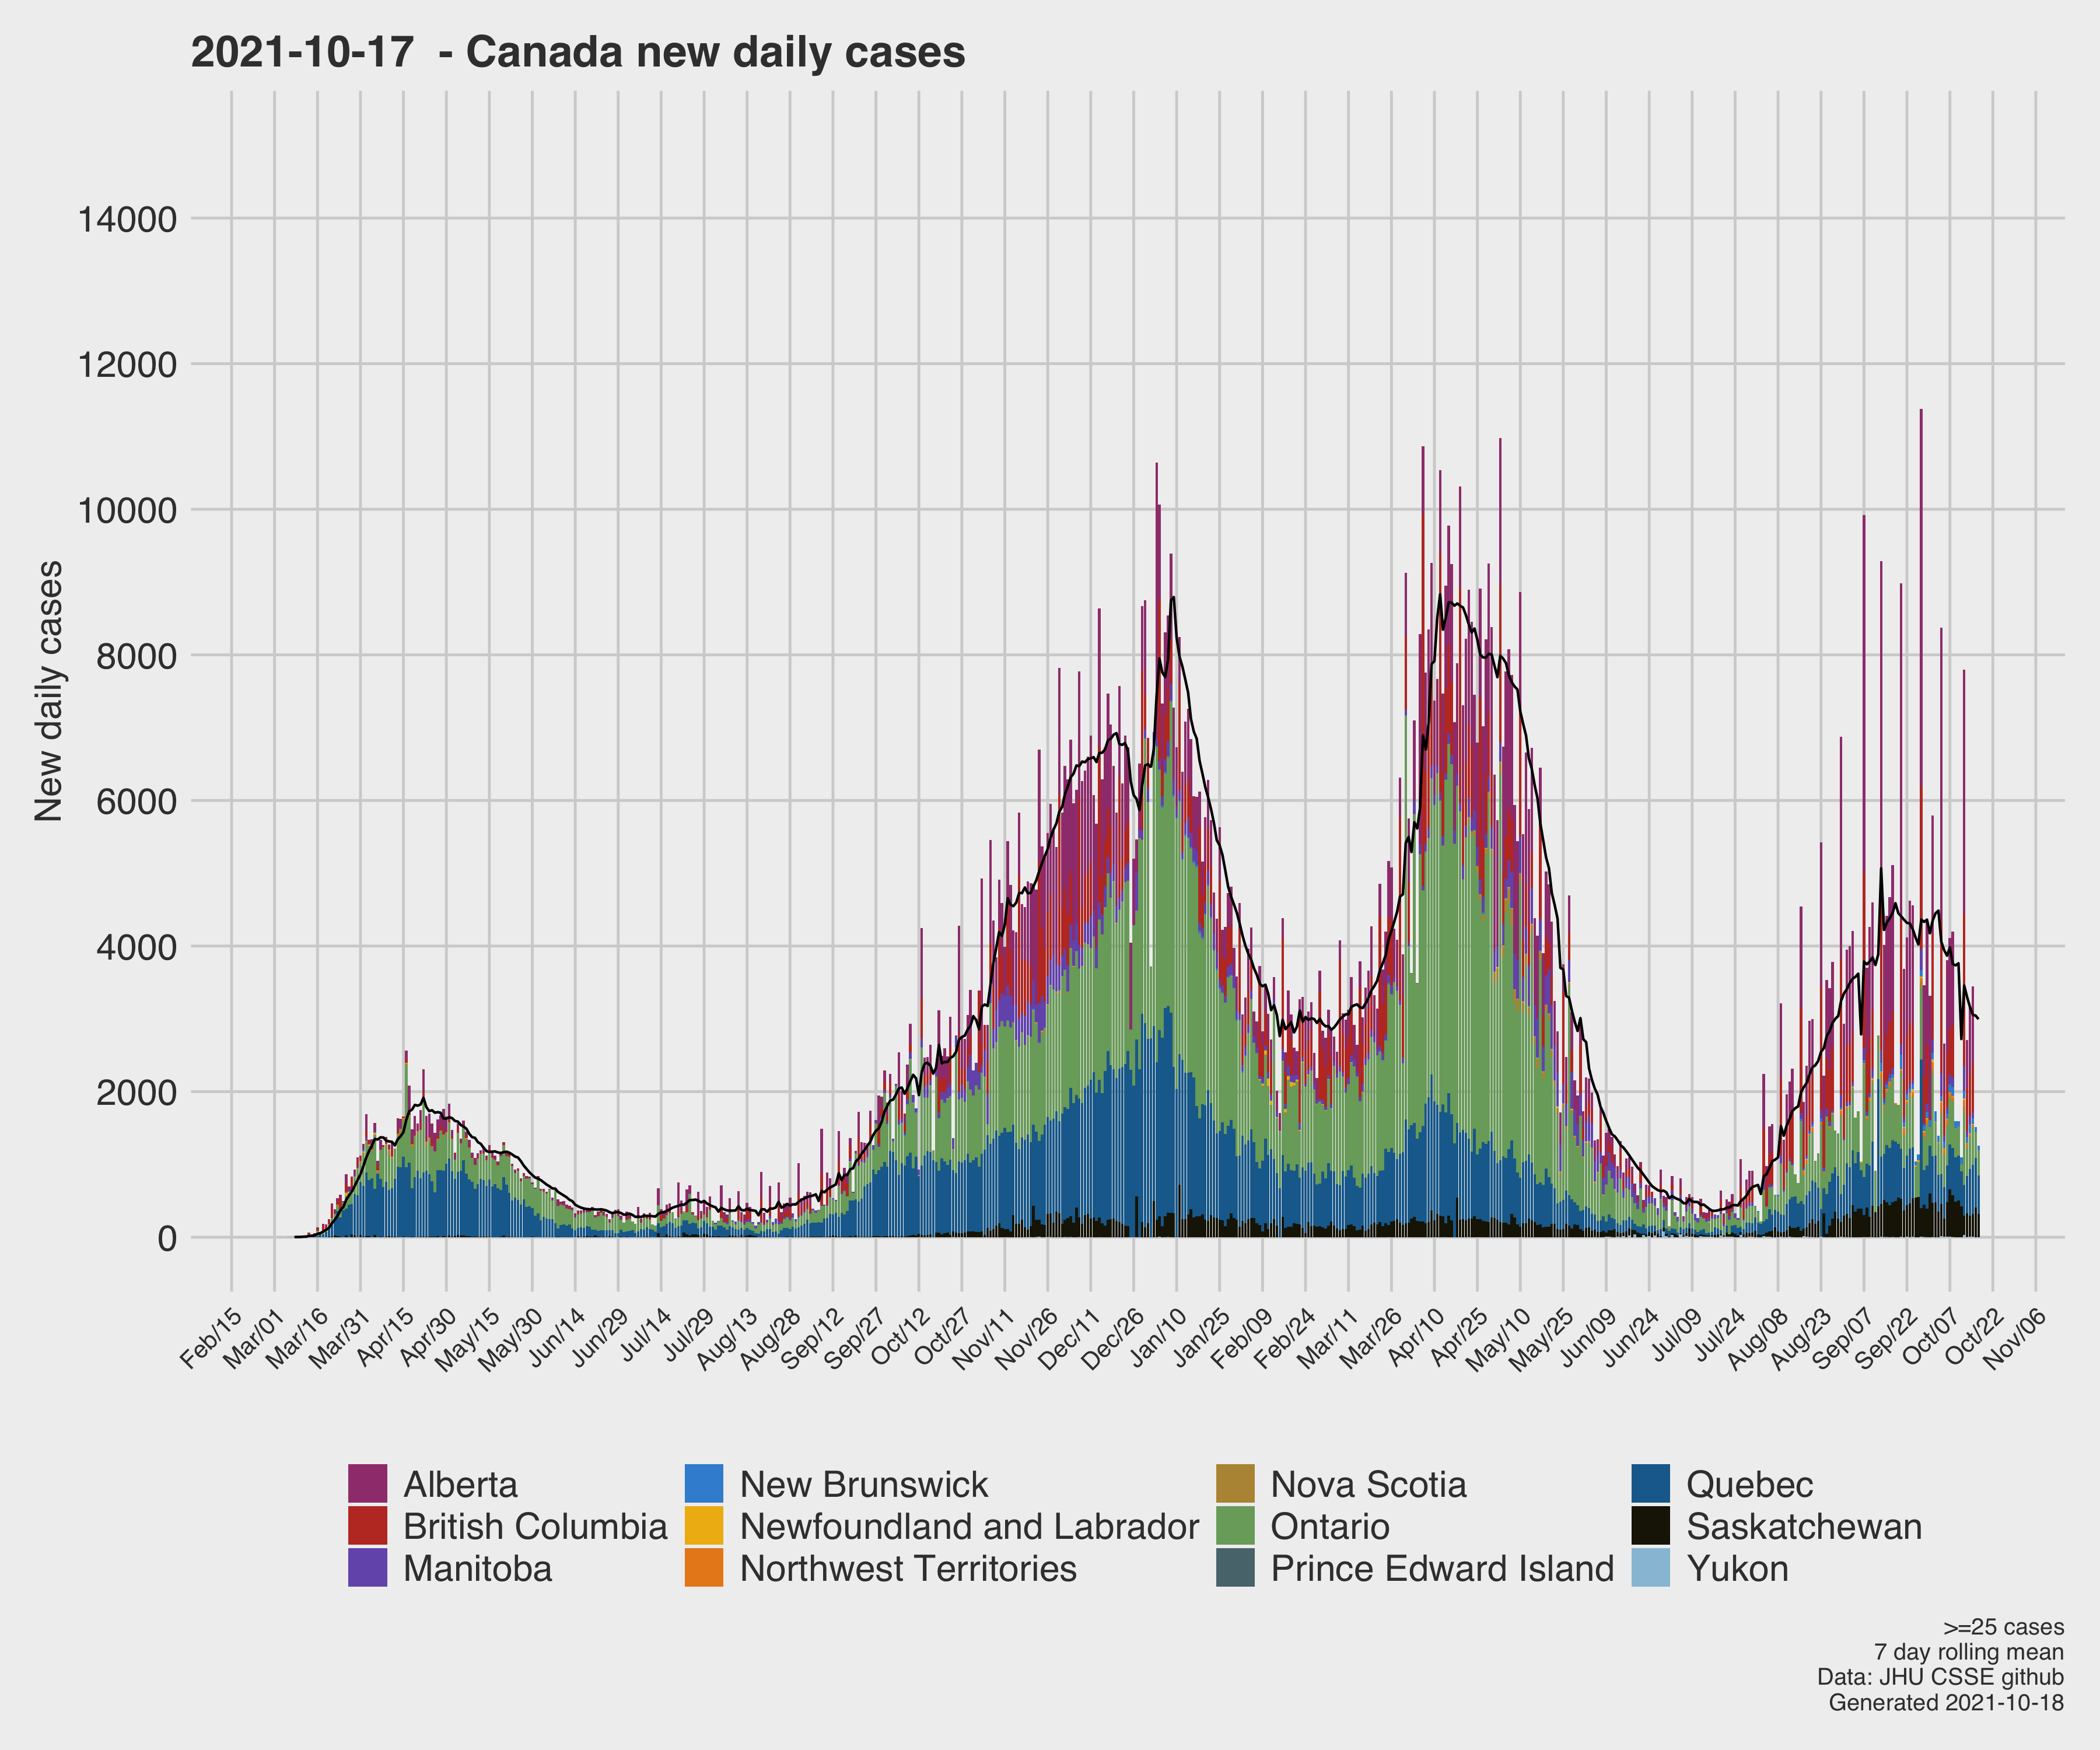 2021-10-17 - Canada new daily cases
New daily cases
14000
12000
10000
8000
6000
4000
2000
0
Feb/15 Mar/01 Mar/16 Mar/31 Apr/15 Apr/30 May/15 May/30 Jun/14 Jun/29 Jul/14 Jul/29 Aug/13 Aug/28 Sep/12 Sep/27 Oct/12 Oct/27 Nov/11 Nov/26 Dec/11 Dec/26 Jan/10 Jan/25 Feb/09 Feb/24 Mar/11 Mar/26 Apr/10 Apr/25 May/10 May/25 Jun/09 Jun/24 Jul/09 Jul/24 Aug/08 Aug/23 Sep/07 Sep/22 Oct/07 Oct/22 Nov/06
Alberta New Brunswick Nova Scotia Quebec
British Columbia Newfoundland and Labrador Ontario Saskatchewan
Manitoba Northwest Territories Prince Edward Island Yukon
>=25 cases
7 day rolling mean
Data: JHU CSSE github
Generated 2021-10-18